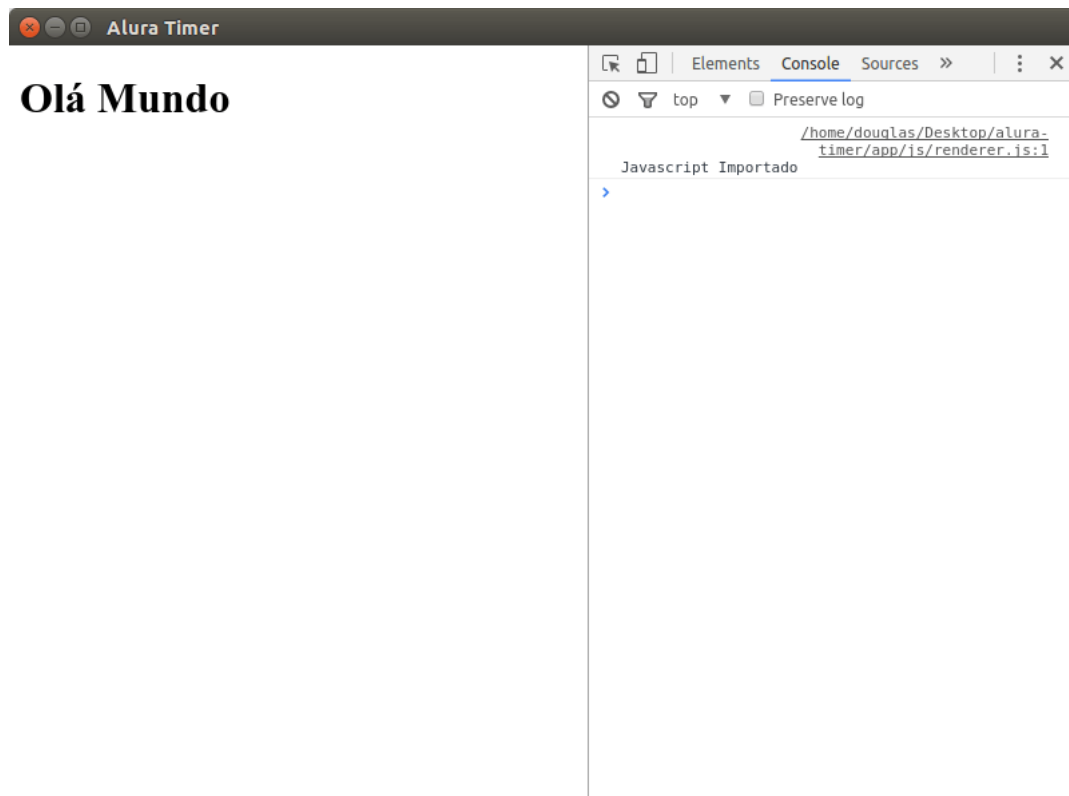 Alura Timer
Olá Mundo
Elements Console Sources »
top Preserve log
/home/douglas/Desktop/alura-
timer/app/js/renderer.js:1
Javascript Importado